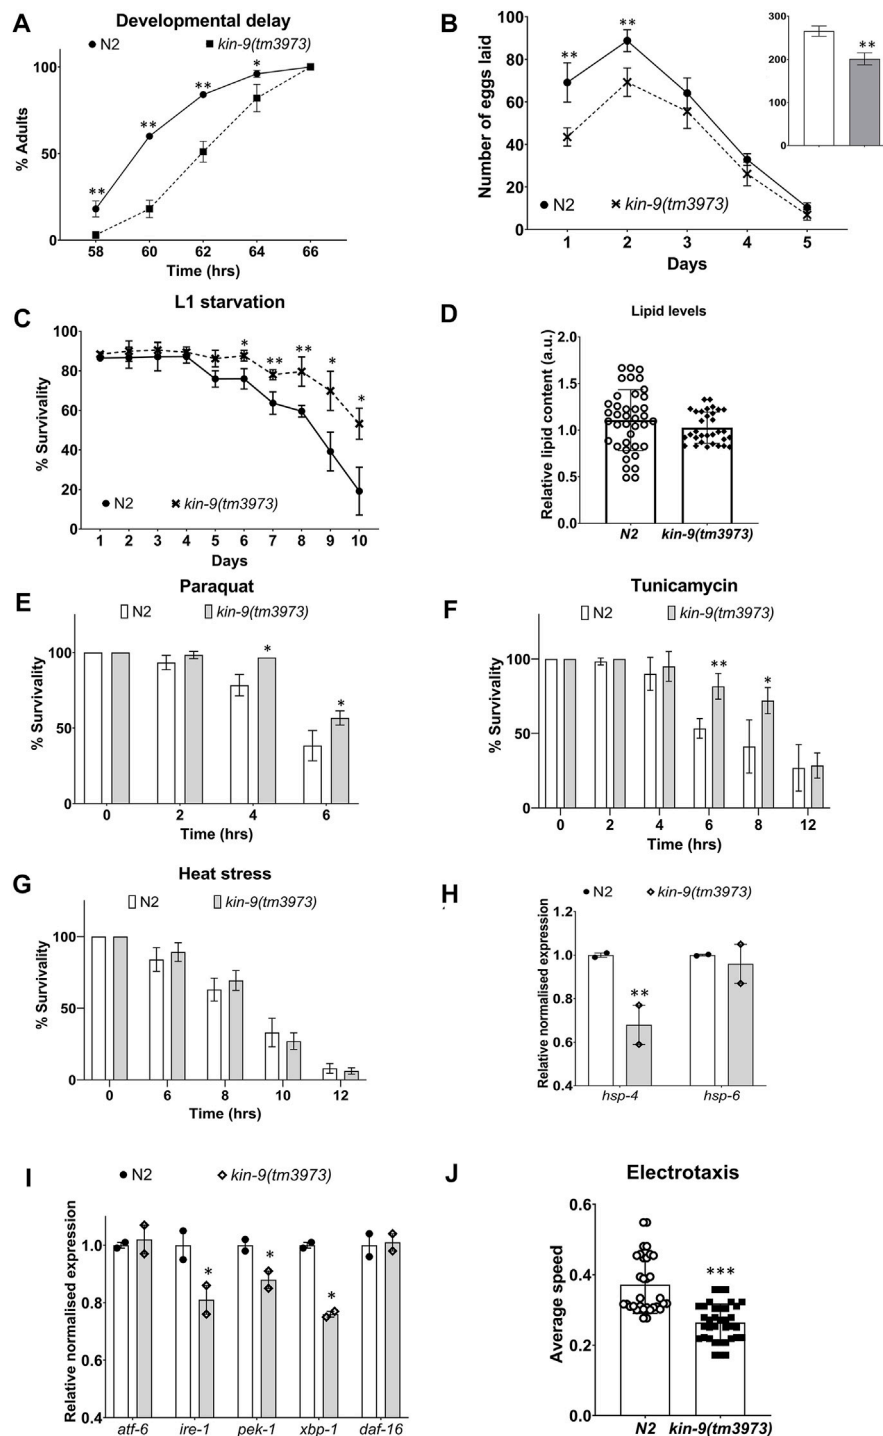 A
Developmental delay
N2
kin-9(tm3973)
% Adults
100
50
0
**
**
**
*
58 60 62 64 66
Time (hrs)
B
Number of eggs laid
100
80
60
40
20
0
**
**
N2
kin-9(tm3973)
1 2 3 4 5
Days
300
200
100
0
**
C
L1 starvation
% Survivality
100
80
60
40
20
0
*
**
**
*
*
N2
kin-9(tm3973)
1 2 3 4 5 6 7 8 9 10
Days
D
Lipid levels
Relative lipid content (a.u.)
2.0
1.5
1.0
0.5
0.0
N2 kin-9(tm3973)
E
Paraquat
N2
kin-9(tm3973)
% Survivality
100
50
0
*
*
0 2 4 6
Time (hrs)
F
Tunicamycin
N2
kin-9(tm3973)
% Survivality
100
50
0
**
*
0 2 4 6 8 12
Time (hrs)
G
Heat stress
N2
kin-9(tm3973)
% Survivality
100
50
0
0 6 8 10 12
Time (hrs)
H
N2
kin-9(tm3973)
Relative normalised expression
1.2
1.0
0.8
0.6
0.4
**
hsp-4 hsp-6
I
N2
kin-9(tm3973)
Relative normalised expression
1.0
0.8
0.6
0.4
*
*
*
atf-6 ire-1 pek-1 xbp-1 daf-16
J
Electrotaxis
Average speed
0.6
0.4
0.2
0.0
***
N2 kin-9(tm3973)